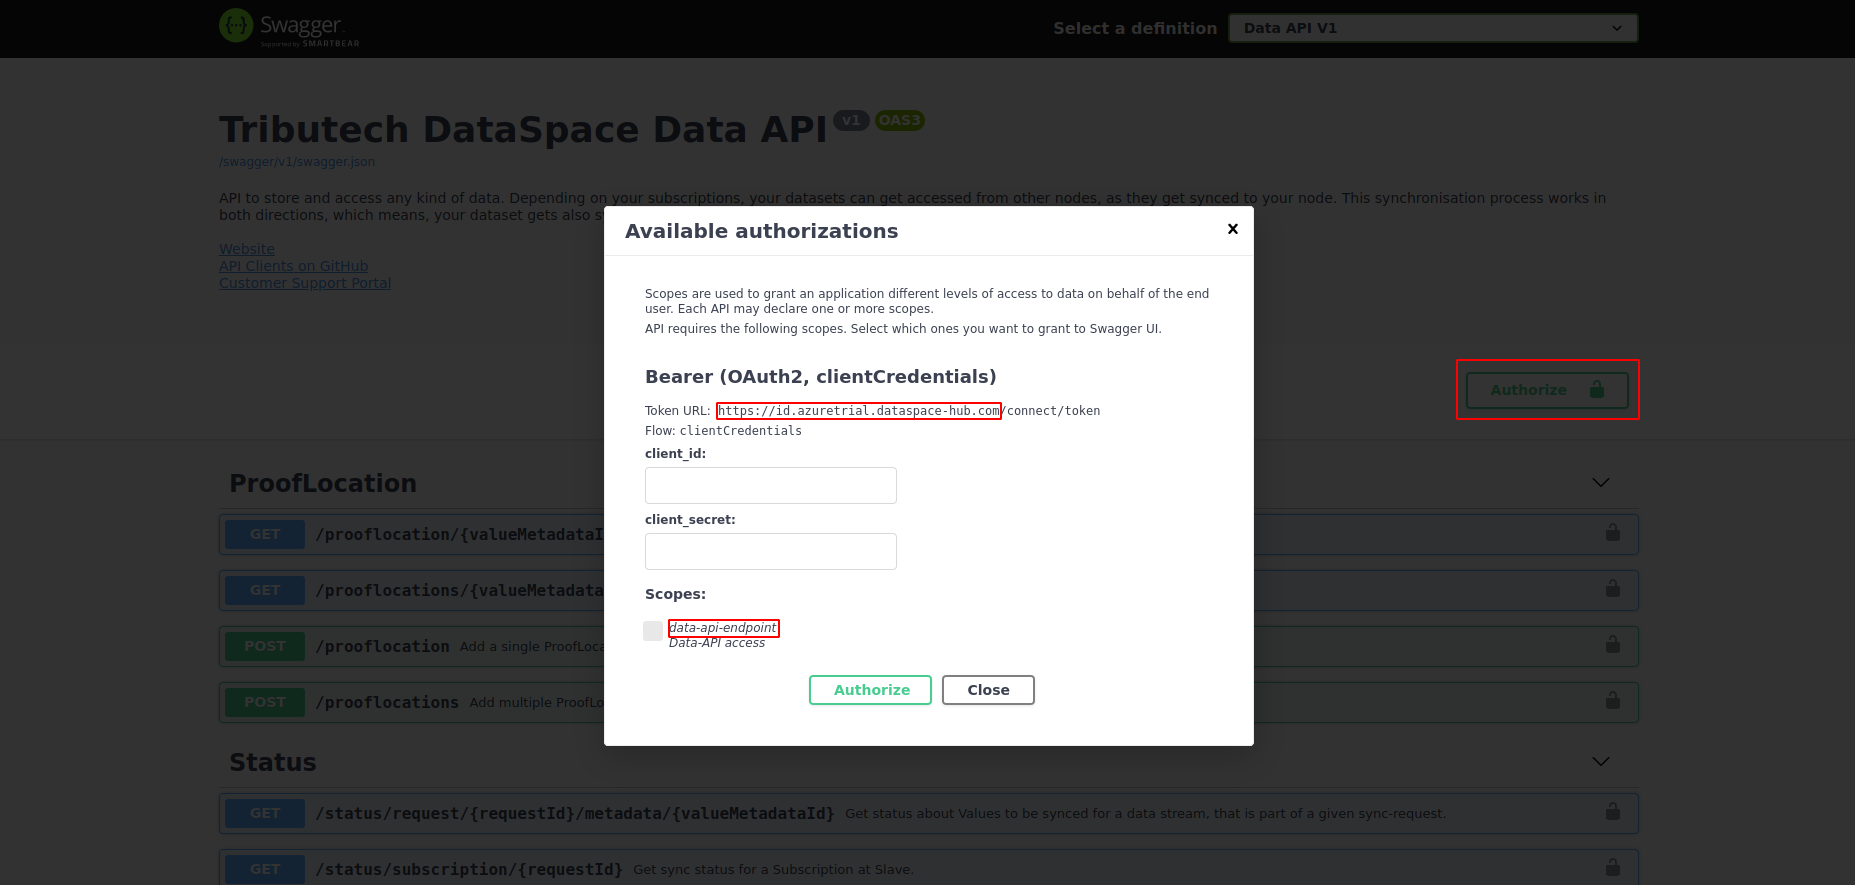 Swagger
Supported by SMARTBEAR
Select a definition
Data API V1
Tributech DataSpace Data API v1 OAS3
/swagger/v1/swagger.json
API to store and access any kind of data. Depending on your subscriptions, your datasets can get accessed from other nodes, as they get synced to your node. This synchronisation process works in
both directions, which means, your dataset gets also
Website
API Clients on GitHub
Customer Support Portal
Authorize
Available authorizations
x
Scopes are used to grant an application different levels of access to data on behalf of the end
user. Each API may declare one or more scopes.
API requires the following scopes. Select which ones you want to grant to Swagger UI.
Bearer (OAuth2, clientCredentials)
Token URL: https://id.azuretrial.dataspace-hub.com/connect/token
Flow: clientCredentials
client_id:
client_secret:
Scopes:
data-api-endpoint
Data-API access
Authorize Close
ProofLocation
GET /prooflocation/{valueMetadataI
GET /prooflocations/{valueMetadata
POST /prooflocation Add a single ProofLoca
POST /prooflocations Add multiple ProofLo
Status
GET /status/request/{requestId}/metadata/{valueMetadataId} Get status about Values to be synced for a data stream, that is part of a given sync-request.
GET /status/subscription/{requestId} Get sync status for a Subscription at Slave.